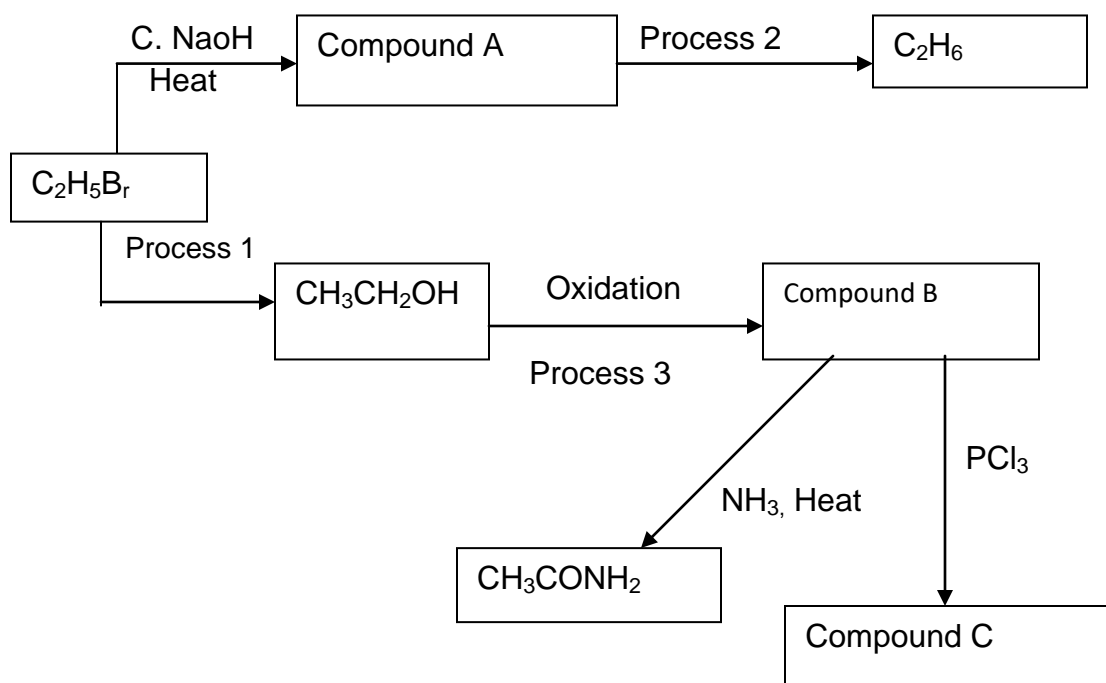 C. NaoH
Heat
Compound A
Process 2
C₂H₆
C₂H₅Bᵣ
Process 1
CH₃CH₂OH
Oxidation
Process 3
Compound B
NH₃, Heat
PCl₃
CH₃CONH₂
Compound C